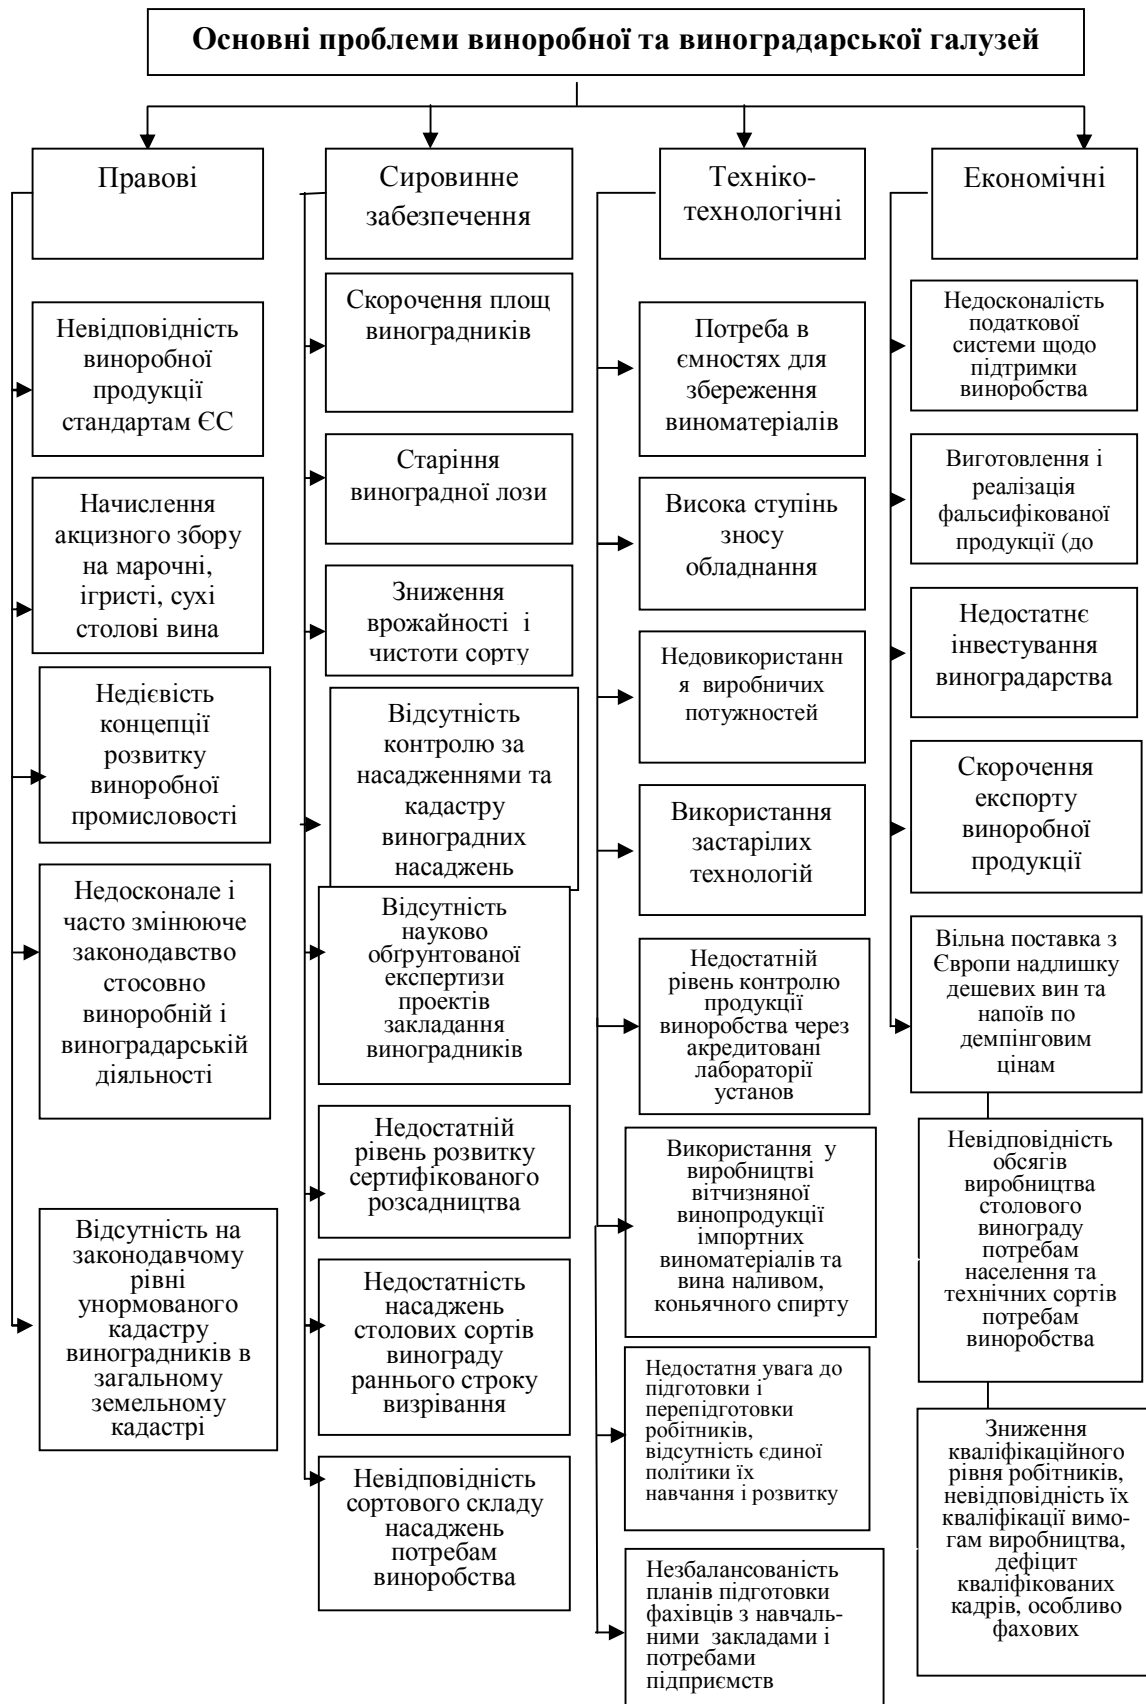 Основні проблеми виноробної та виноградарської галузей
Правові
Невідповідність
виноробної
продукції
стандартам ЄС
Начислення
акцизного збору
на марочні,
ігристі, сухі
столові вина
Недієвість
концепції
розвитку
виноробної
промисловості
Недосконале і
часто змінююче
законодавство
стосовно
виноробній і
виноградарській
діяльності
Відсутність на
законодавчому
рівні
унормованого
кадастру
виноградників в
загальному
земельному
кадастрі
Сировинне
забезпечення
Скорочення площ
виноградників
Старіння
виноградної лози
Зниження
врожайності і
чистоти сорту
Відсутність
контролю за
насадженнями та
кадастру
виноградних
насаджень
Відсутність
науково
обґрунтованої
експертизи
проектів
закладання
виноградників
Недостатній
рівень розвитку
сертифікованого
розсадництва
Недостатність
насаджень
столових сортів
винограду
раннього строку
визрівання
Невідповідність
сортового складу
насаджень
потребам
виноробства
Техніко-
технологічні
Потреба в
ємностях для
збереження
виноматеріалів
Висока ступінь
зносу
обладнання
Недовикористанн
я виробничих
потужностей
Використання
застарілих
технологій
Недостатній
рівень контролю
продукції
виноробства через
акредитовані
лабораторії
установ
Використання у
виробництві
вітчизняної
винопродукції
імпортних
виноматеріалів та
вина наливом,
коньячного спирту
Недостатня увага до
підготовки і
перепідготовки
робітників,
відсутність єдиної
політики їх
навчання і розвитку
Незбалансованість
планів підготовки
фахівців з навчаль-
ними закладами і
потребами
підприємств
Економічні
Недосконалість
податкової
системи щодо
підтримки
виноробства
Виготовлення і
реалізація
фальсифікованої
продукції (до
Недостатнє
інвестування
виноградарства
Скорочення
експорту
виноробної
продукції
Вільна поставка з
Європи надлишку
дешевих вин та
напоїв по
демпінговим
цінам
Невідповідність
обсягів
виробництва
столового
винограду
потребам
населення та
технічних сортів
потребам
виноробства
Зниження
кваліфікаційного
рівня робітників,
невідповідність їх
кваліфікації вимо-
гам виробництва,
дефіцит
кваліфікованих
кадрів, особливо
фахових